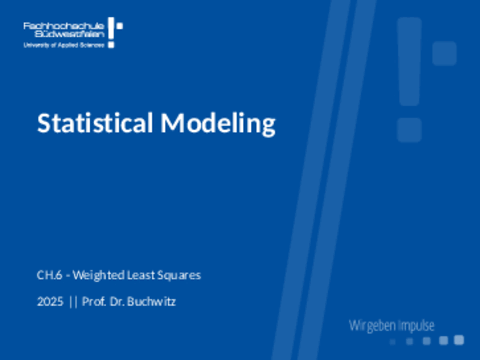 Fachhochschule
Südwestfalen
University of Applied Sciences
Statistical Modeling
CH.6 - Weighted Least Squares
2025 || Prof. Dr. Buchwitz
Wir geben Impulse